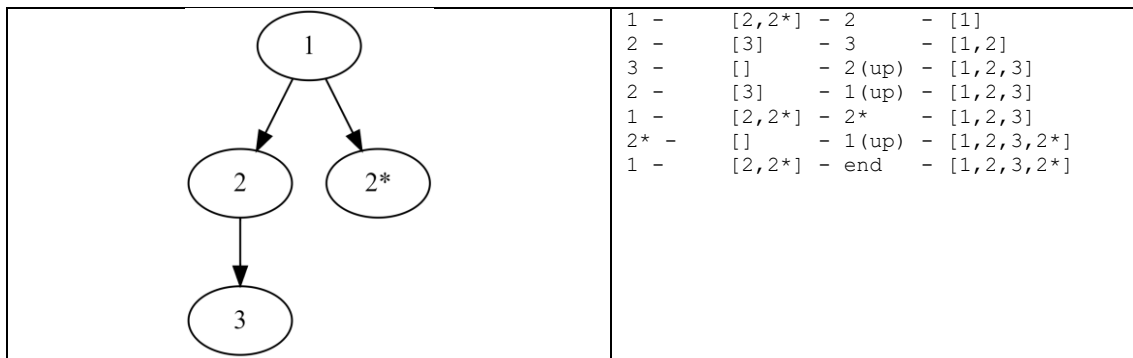 1
2
2*
3
1 - [2,2*] - 2 - [1]
2 - [3] - 3 - [1,2]
3 - [] - 2(up) - [1,2,3]
2 - [3] - 1(up) - [1,2,3]
1 - [2,2*] - 2* - [1,2,3]
2* - [] - 1(up) - [1,2,3,2*]
1 - [2,2*] - end - [1,2,3,2*]